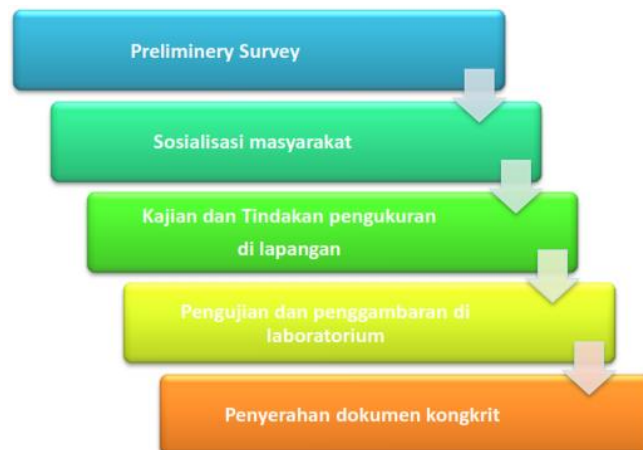 Preliminery Survey
Sosialisasi masyarakat
Kajian dan Tindakan pengukuran
di lapangan
Pengujian dan penggambaran di
laboratorium
Penyerahan dokumen kongkrit